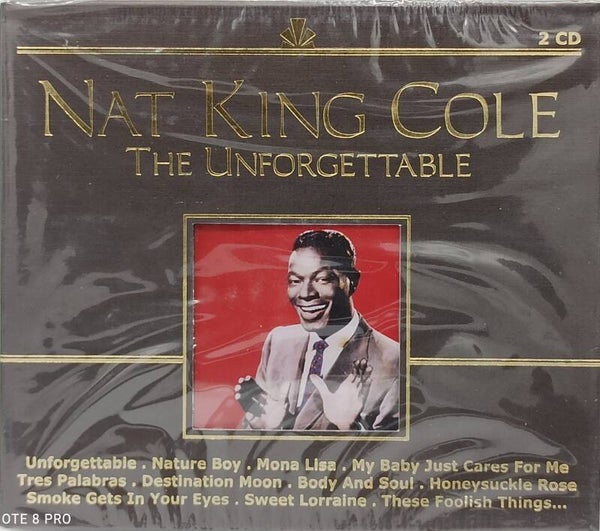 2 CD
NAT KING COLE
THE UNFORGETTABLE
Unforgettable . Nature Boy . Mona Lisa . My Baby Just Cares For Me
Tres Palabras . Destination Moon . Body And Soul . Honeysuckle Rose
Smoke Gets In Your Eyes . Sweet Lorraine . These Foolish Things...
OTE 8 PRO